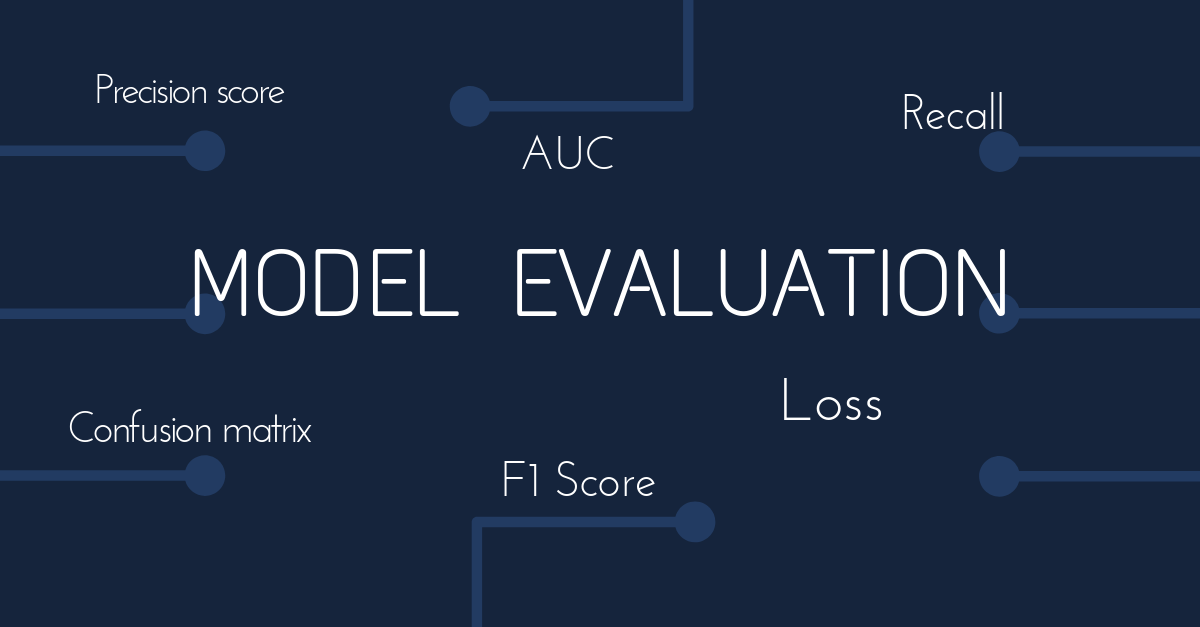 Precision score
AUC
Recall
MODEL EVALUATION
Loss
Confusion matrix
F1 Score